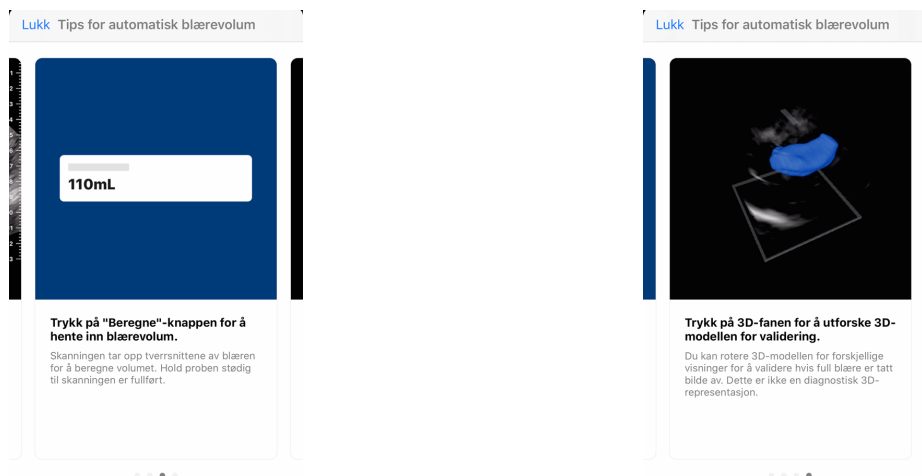 Lukk Tips for automatisk blærevolum
110mL
Trykk på "Beregne"-knappen for å
hente inn blærevolum.
Skanningen tar opp tverrsnittene av blæren
for å beregne volumet. Hold proben stødig
til skanningen er fullført.
Lukk Tips for automatisk blærevolum
Trykk på 3D-fanen for å utforske 3D-
modellen for validering.
Du kan rotere 3D-modellen for forskjellige
visninger for å validere hvis full blære er tatt
bilde av. Dette er ikke en diagnostisk 3D-
representasjon.